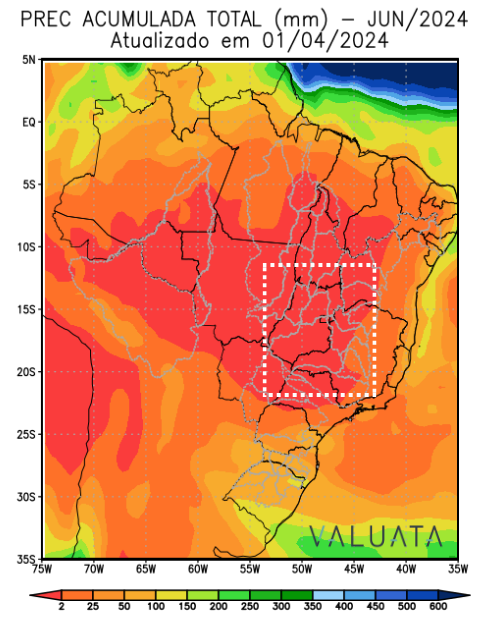 PREC ACUMULADA TOTAL (mm) – JUN/2024
Atualizado em 01/04/2024
5N
EQ
5S
10S
15S
20S
25S
30S
35S
VALUATA
75W 70W 65W 60W 55W 50W 45W 40W 35W
2 25 50 100 150 200 250 300 350 400 450 500 600